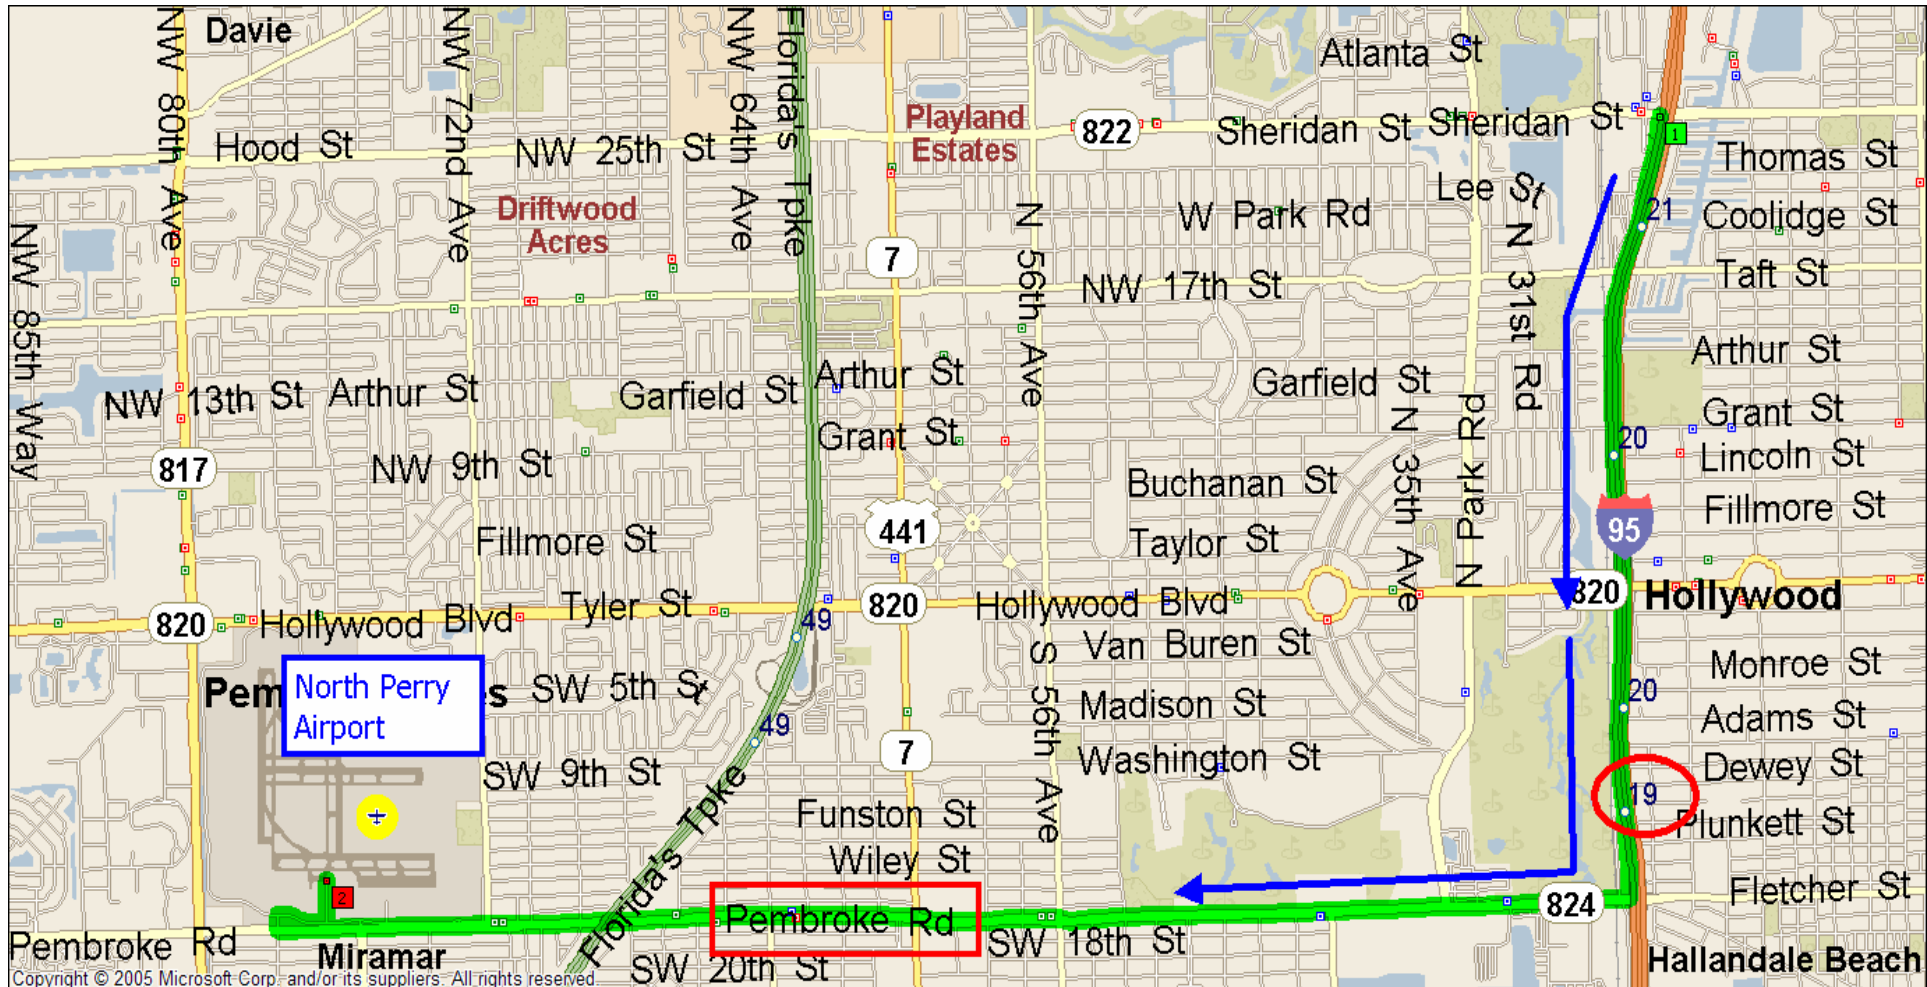 Davie
NW 80th Ave
NW 72nd Ave
NW 64th Ave
Florida's Tpke
Atlanta St
Playland
Estates
822
Sheridan St
Sheridan St
1
Hood St
NW 25th St
Thomas St
Driftwood
Acres
Lee St
W Park Rd
21
Coolidge St
NW 85th Way
7
N 56th Ave
NW 17th St
N 31st Rd
Taft St
Arthur St
NW 13th St
Arthur St
Garfield St
Arthur St
Garfield St
Grant St
Grant St
N 35th Ave
N Park Rd
20
Lincoln St
817
NW 9th St
Buchanan St
Fillmore St
441
95
Fillmore St
Taylor St
820
Hollywood Blvd
Tyler St
49
820
Hollywood Blvd
320
Hollywood
Van Buren St
Monroe St
North Perry
Airport
Pem
es
SW 5th St
S 56th Ave
Madison St
20
Adams St
49
7
Washington St
Dewey St
SW 9th St
19
Plunkett St
Funston St
Wiley St
Florida's Tpke
2
Fletcher St
824
Pembroke Rd
Pembroke Rd
Miramar
SW 18th St
SW 20th St
Hallandale Beach
Copyright © 2005 Microsoft Corp. and/or its suppliers. All rights reserved.